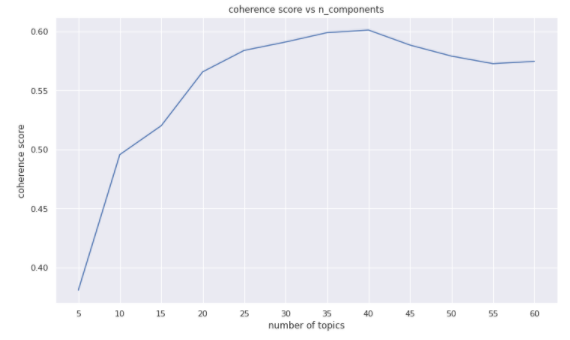 coherence score vs n_components
0.60
0.55
0.50
0.45
0.40
coherence score
5 10 15 20 25 30 35 40 45 50 55 60
number of topics